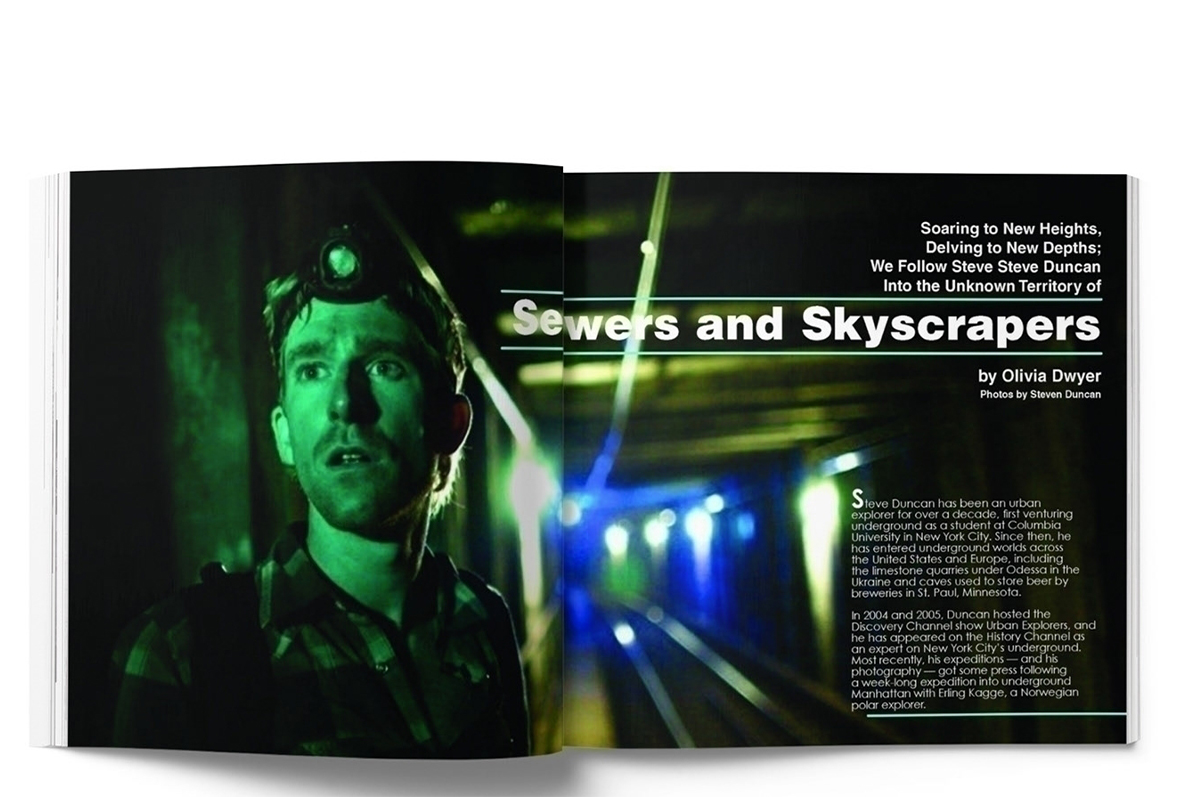 Soaring to New Heights,
Delving to New Depths;
We Follow Steve Steve Duncan
Into the Unknown Territory of
Sewers and Skyscrapers
by Olivia Dwyer
Photos by Steven Duncan
Steve Duncan has been an urban
explorer for over a decade, first venturing
underground as a student at Columbia
University in New York City. Since then, he
has entered underground worlds across
the United States and Europe, including
the limestone quarries under Odessa in the
Ukraine and caves used to store beer by
breweries in St. Paul, Minnesota.
In 2004 and 2005, Duncan hosted the
Discovery Channel show Urban Explorers, and
he has appeared on the History Channel as
an expert on New York City's underground.
Most recently, his expeditions — and his
photography — got some press following
a week-long expedition into underground
Manhattan with Erling Kagge, a Norwegian
polar explorer.